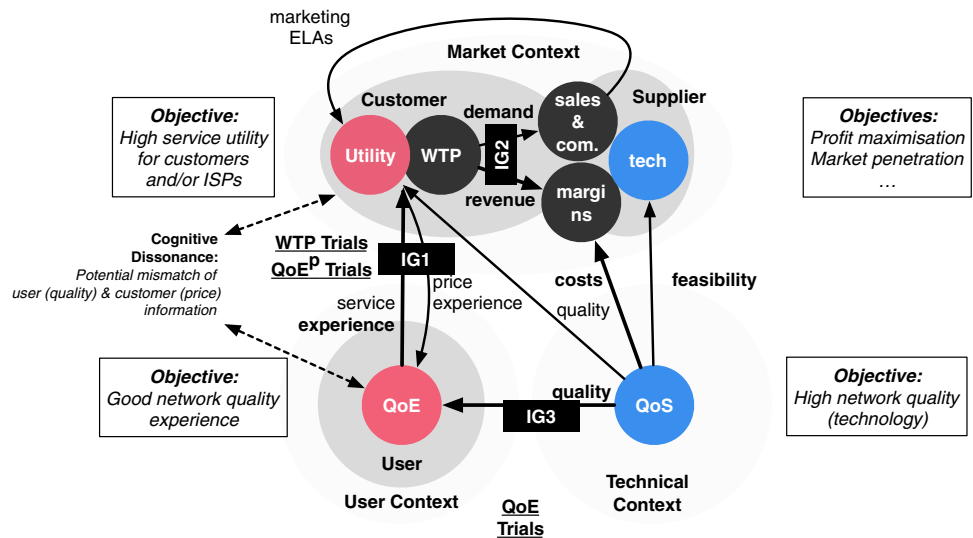 marketing
ELAs
Market Context
Objective:
High service utility
for customers
and/or ISPs
Customer
demand
sales
&
com.
Supplier
Objectives:
Profit maximisation
Market penetration
…
Utility
WTP
IG2
tech
revenue
margi
ns
Cognitive
Dissonance:
Potential mismatch of
user (quality) & customer (price)
information
WTP Trials
QoEp Trials
IG1
price
experience
service
experience
costs
quality
feasibility
Objective:
Good network quality
experience
QoE
quality
IG3
QoS
Objective:
High network quality
(technology)
User
User Context
Technical
Context
QoE
Trials